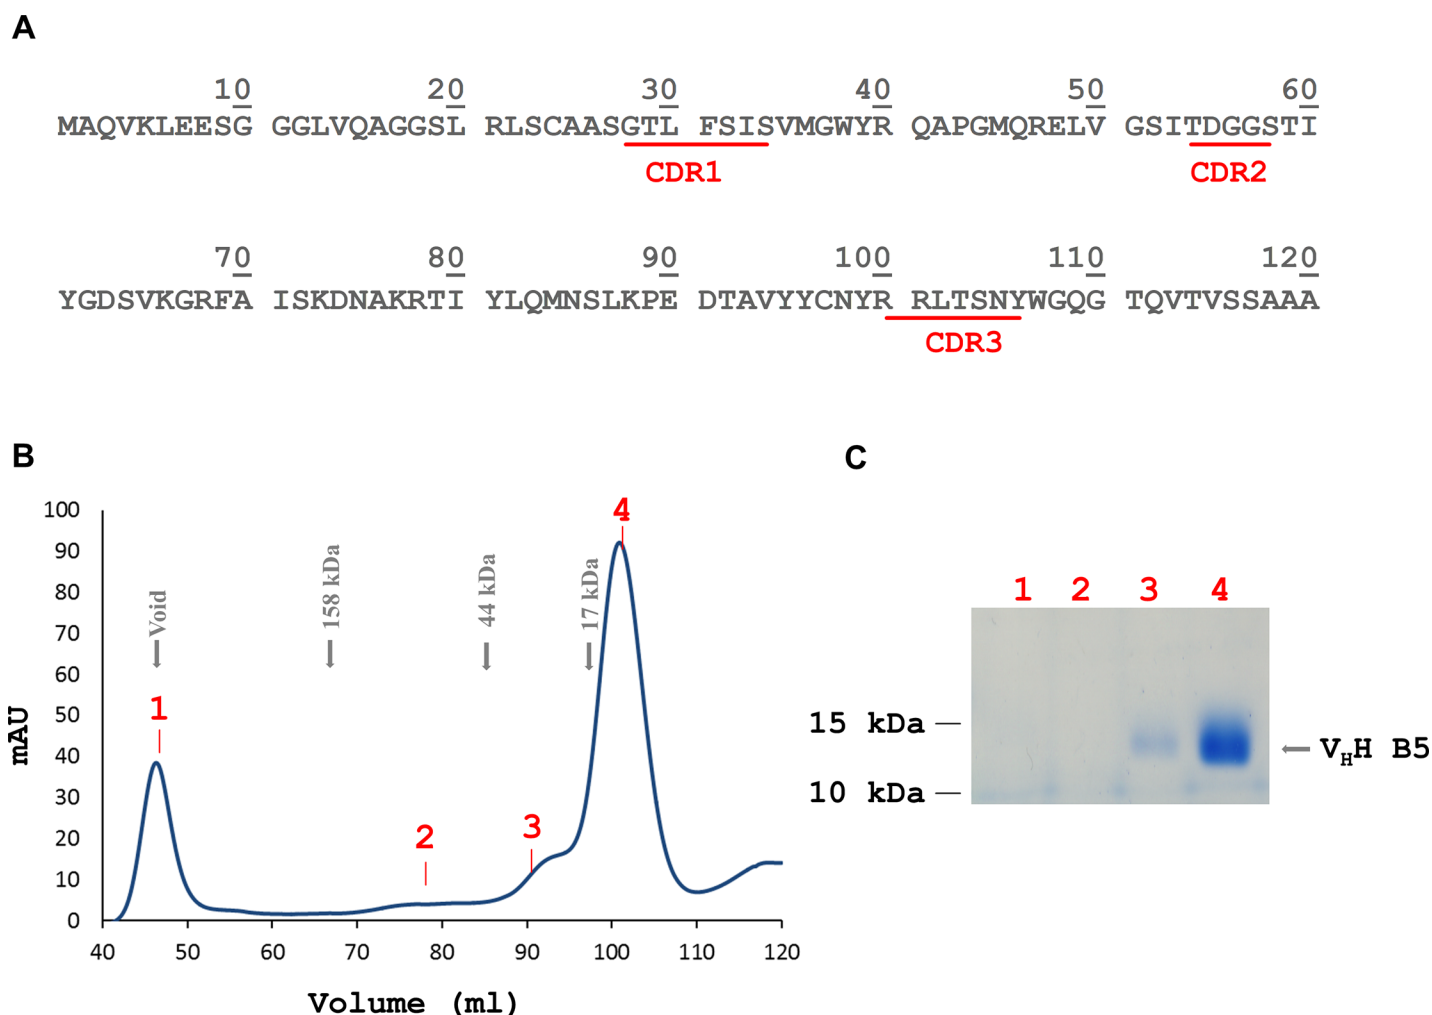 A
10 20 30 40 50 60
MAQVKLEESG GGLVQAGGSL RLSCAASGTL FSISVMGWYR QAPGMQRELV GSITDGGSTI
CDR1 CDR2
70 80 90 100 110 120
YGDSVKGRFA ISKDNAKRTI YLQMNSLKPE DTAVYYCNYR RLTSNYWGQG TQVTVSSAAA
CDR3
B
mAU
100
90
80
70
60
50
40
30
20
10
0
Void
158 kDa
44 kDa
17 kDa
1
2
3
4
40 50 60 70 80 90 100 110 120
Volume (ml)
C
1 2 3 4
15 kDa
10 kDa
VHH B5